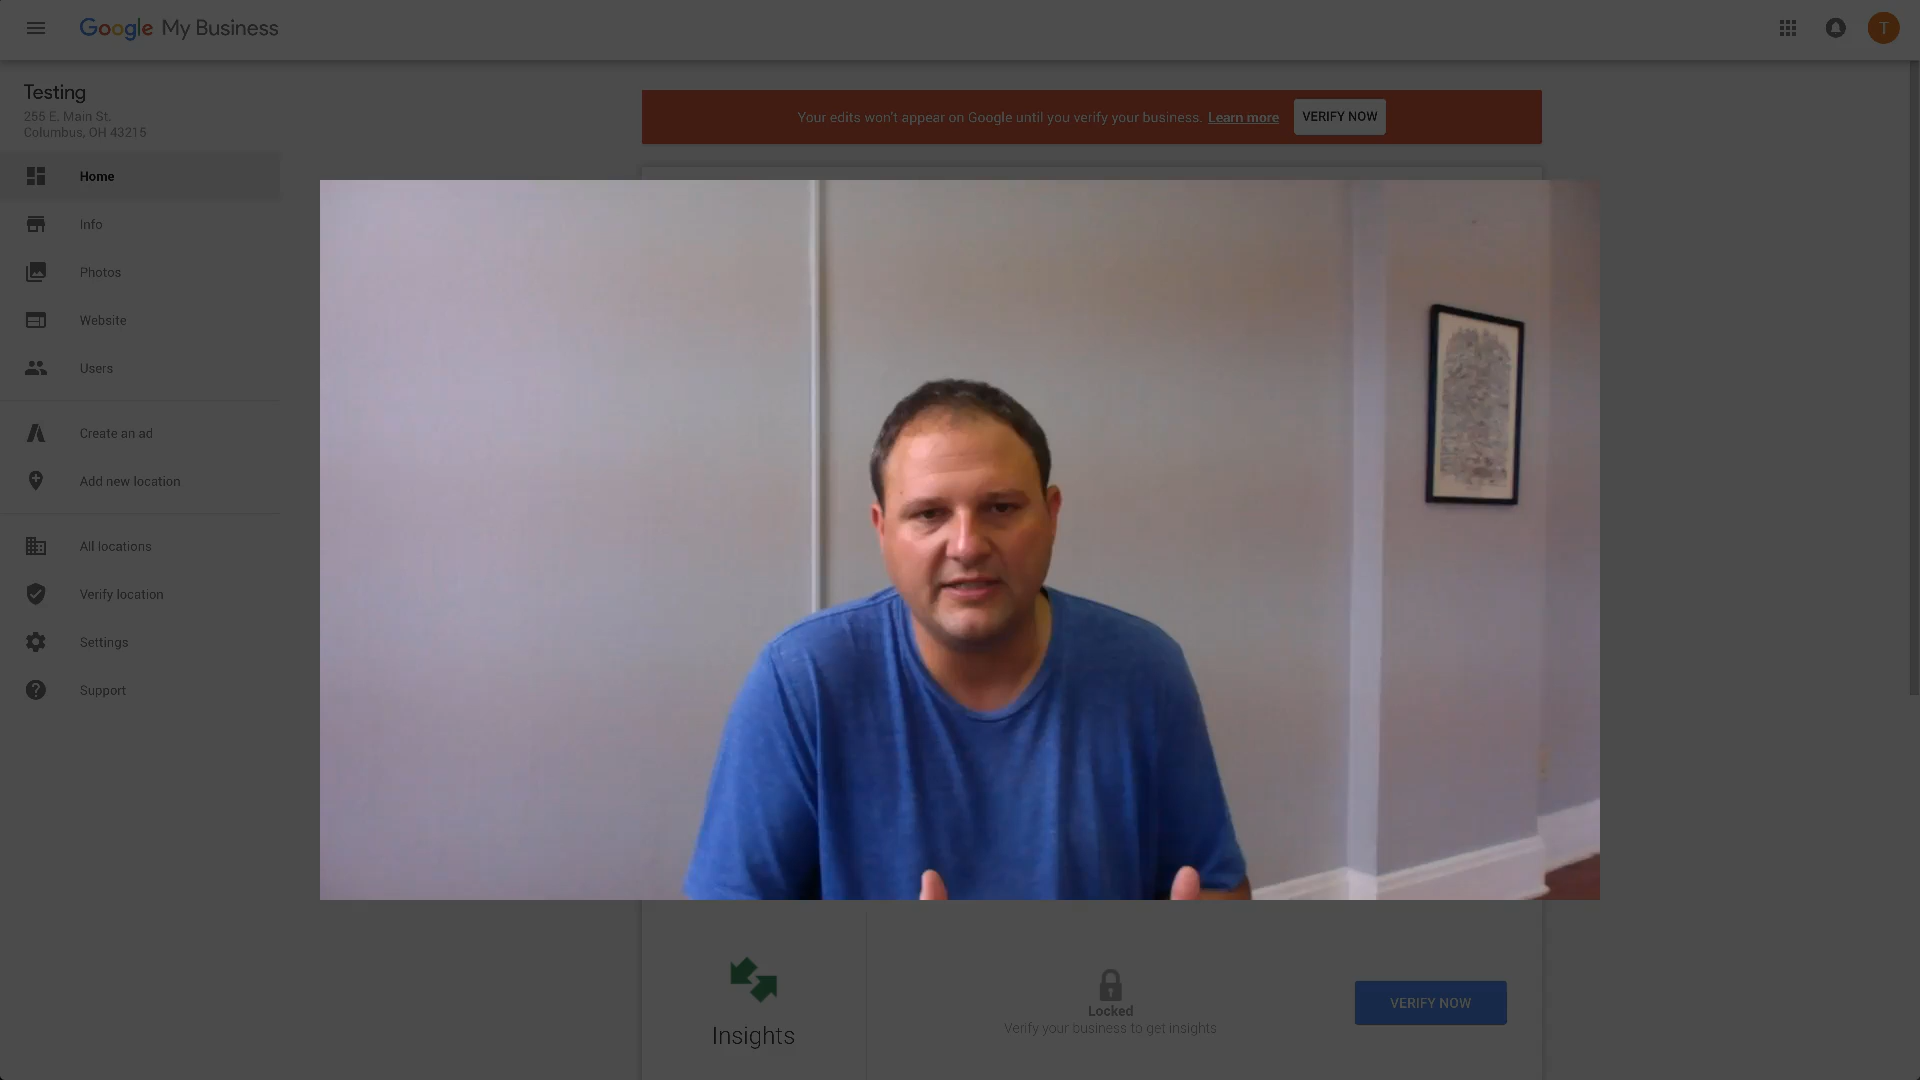 Google My Business
T
Testing
255 E. Main St.
Columbus, OH 43215
Your edits won't appear on Google until you verify your business. Learn more
VERIFY NOW
Home
Info
Photos
Website
Users
Create an ad
Add new location
All locations
Verify location
Settings
Support
Insights
Locked
Verify your business to get insights
VERIFY NOW